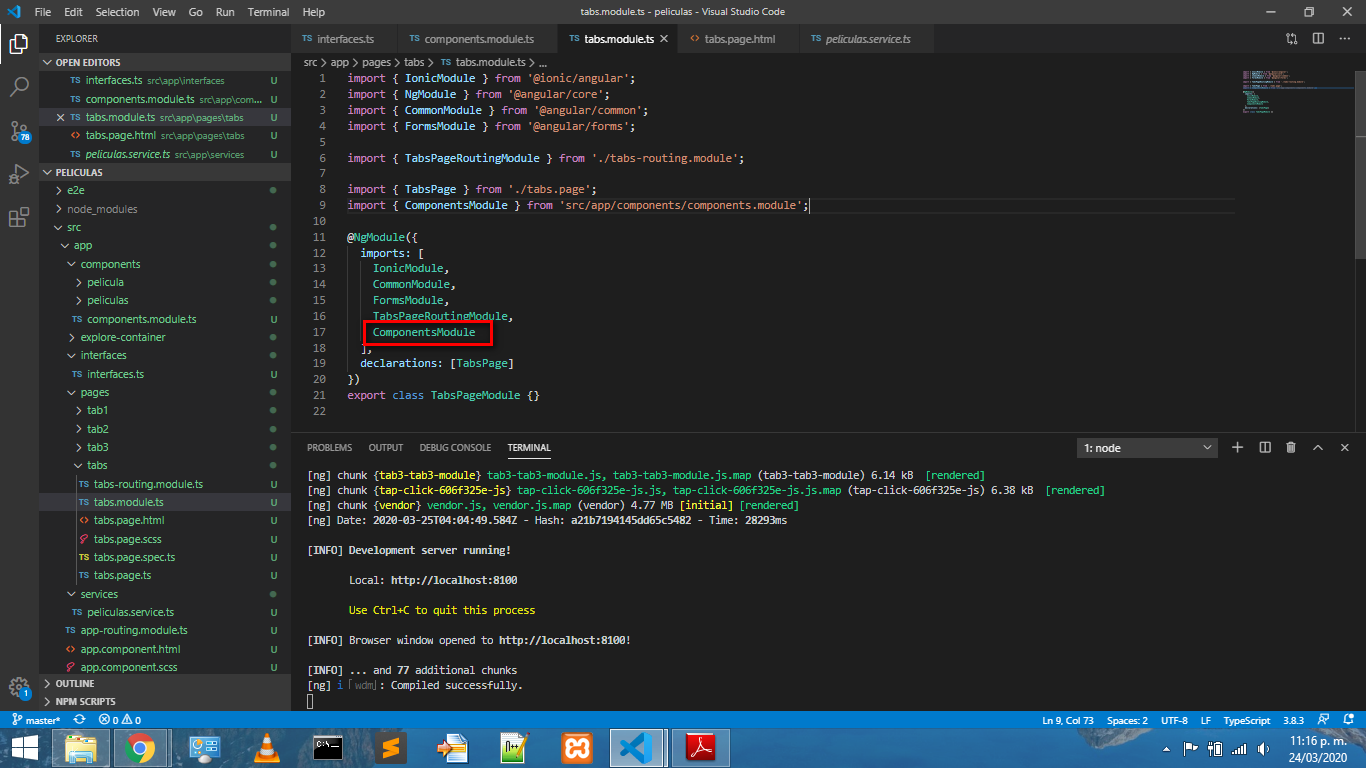 File Edit Selection View Go Run Terminal Help
tabs.module.ts - peliculas - Visual Studio Code
EXPLORER
OPEN EDITORS
TS interfaces.ts src\app\interfaces U
TS components.module.ts src\app\com... U
TS tabs.module.ts src\app\pages\tabs U
<> tabs.page.html src\app\pages\tabs U
TS peliculas.service.ts src\app\services U
PELICULAS
e2e
node_modules
src
app
components
pelicula
peliculas
TS components.module.ts U
explore-container
interfaces
TS interfaces.ts U
pages
tab1
tab2
tab3
tabs
TS tabs-routing.module.ts U
TS tabs.module.ts U
<> tabs.page.html U
tabs.page.scss U
TS tabs.page.spec.ts U
TS tabs.page.ts U
services
TS peliculas.service.ts U
TS app-routing.module.ts U
<> app.component.html U
app.component.scss U
OUTLINE
NPM SCRIPTS
78
1
TS interfaces.ts TS components.module.ts TS tabs.module.ts <> tabs.page.html TS peliculas.service.ts
src > app > pages > tabs > TS tabs.module.ts > ...
1 import { IonicModule } from '@ionic/angular';
2 import { NgModule } from '@angular/core';
3 import { CommonModule } from '@angular/common';
4 import { FormsModule } from '@angular/forms';
5
6 import { TabsPageRoutingModule } from './tabs-routing.module';
7
8 import { TabsPage } from './tabs.page';
9 import { ComponentsModule } from 'src/app/components/components.module';
10
11 @NgModule({
12 imports: [
13 IonicModule,
14 CommonModule,
15 FormsModule,
16 TabsPageRoutingModule,
17 ComponentsModule
18 ],
19 declarations: [TabsPage]
20 })
21 export class TabsPageModule {}
22
PROBLEMS OUTPUT DEBUG CONSOLE TERMINAL
1: node
[ng] chunk {tab3-tab3-module} tab3-tab3-module.js, tab3-tab3-module.js.map (tab3-tab3-module) 6.14 kB [rendered]
[ng] chunk {tap-click-606f325e-js} tap-click-606f325e-js.js, tap-click-606f325e-js.js.map (tap-click-606f325e-js) 6.38 kB [rendered]
[ng] chunk {vendor} vendor.js, vendor.js.map (vendor) 4.77 MB [initial] [rendered]
[ng] Date: 2020-03-25T04:04:49.584Z - Hash: a21b7194145dd65c5482 - Time: 28293ms
[INFO] Development server running!
Local: http://localhost:8100
Use Ctrl+C to quit this process
[INFO] Browser window opened to http://localhost:8100!
[INFO] ... and 77 additional chunks
[ng] i ｢wdm｣: Compiled successfully.
master* 0 0
Ln 9, Col 73 Spaces: 2 UTF-8 LF TypeScript 3.8.3
11:16 p. m.
24/03/2020